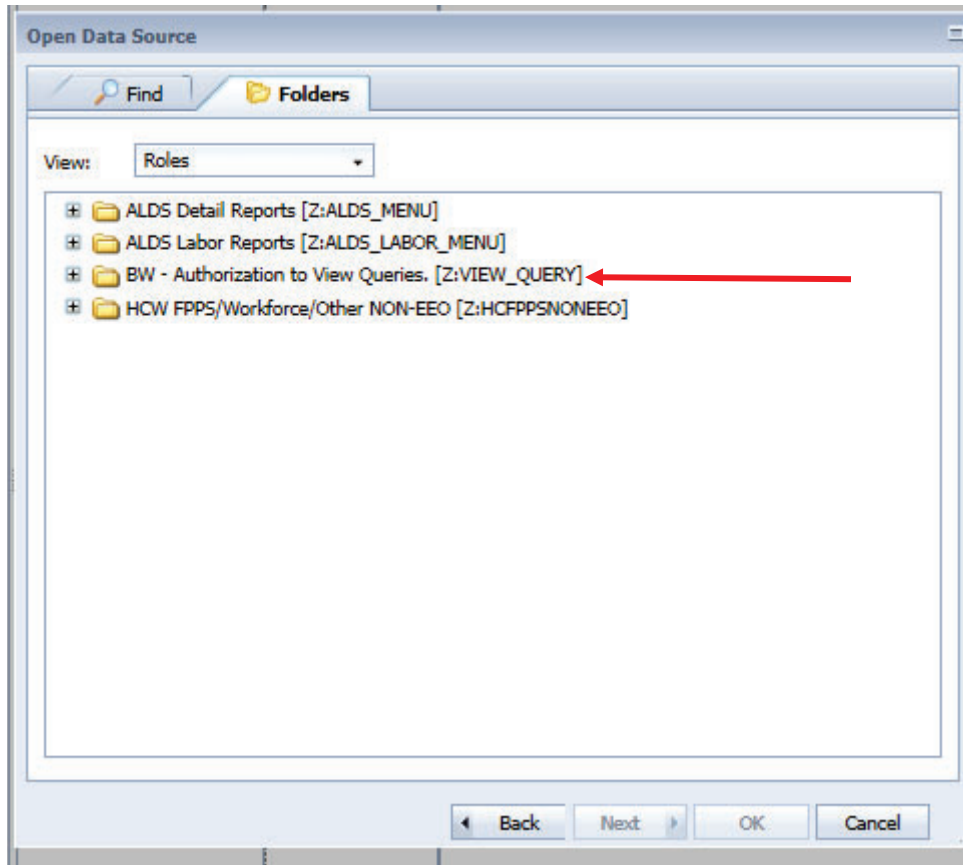 Open Data Source
Find Folders
View: Roles
ALDS Detail Reports [Z:ALDS_MENU]
ALDS Labor Reports [Z:ALDS_LABOR_MENU]
BW - Authorization to View Queries. [Z:VIEW_QUERY]
HCW FPPS/Workforce/Other NON-EEO [Z:HCFPPSNONEEO]
Back Next OK Cancel